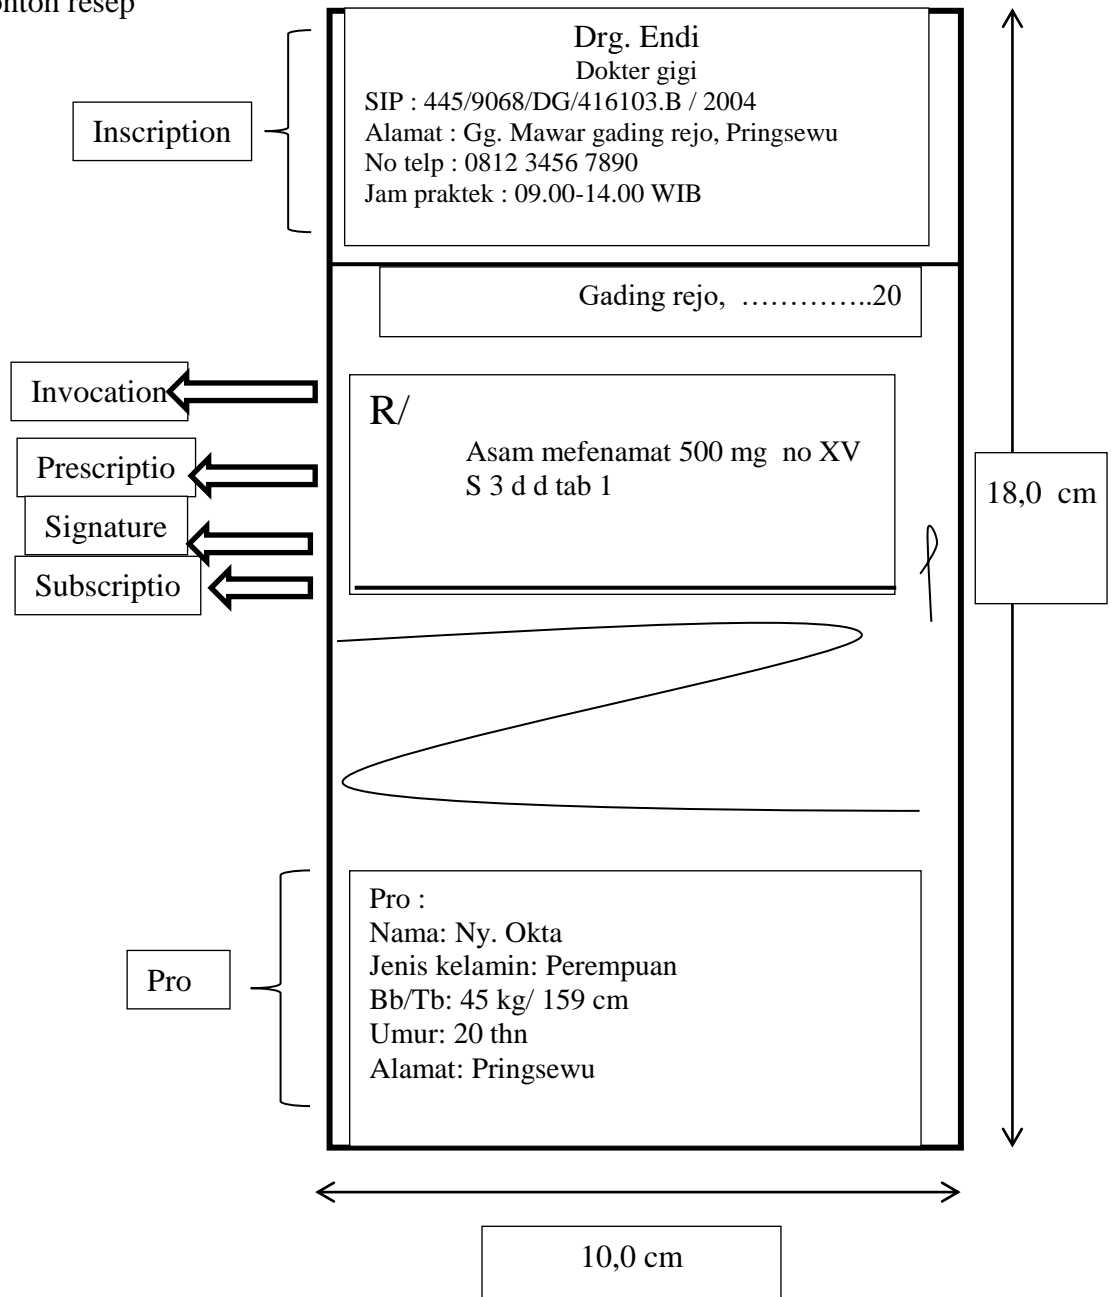 resep
Drg. Endi
Dokter gigi
SIP : 445/9068/DG/416103.B / 2004
Alamat : Gg. Mawar gading rejo, Pringsewu
No telp : 0812 3456 7890
Jam praktek : 09.00-14.00 WIB
Inscription
Gading rejo, …………..20
Invocation
R/
Asam mefenamat 500 mg no XV
Prescriptio
S 3 d d tab 1
Signature
Subscriptio
18,0 cm
Pro :
Nama: Ny. Okta
Jenis kelamin: Perempuan
Bb/Tb: 45 kg/ 159 cm
Umur: 20 thn
Alamat: Pringsewu
Pro
10,0 cm